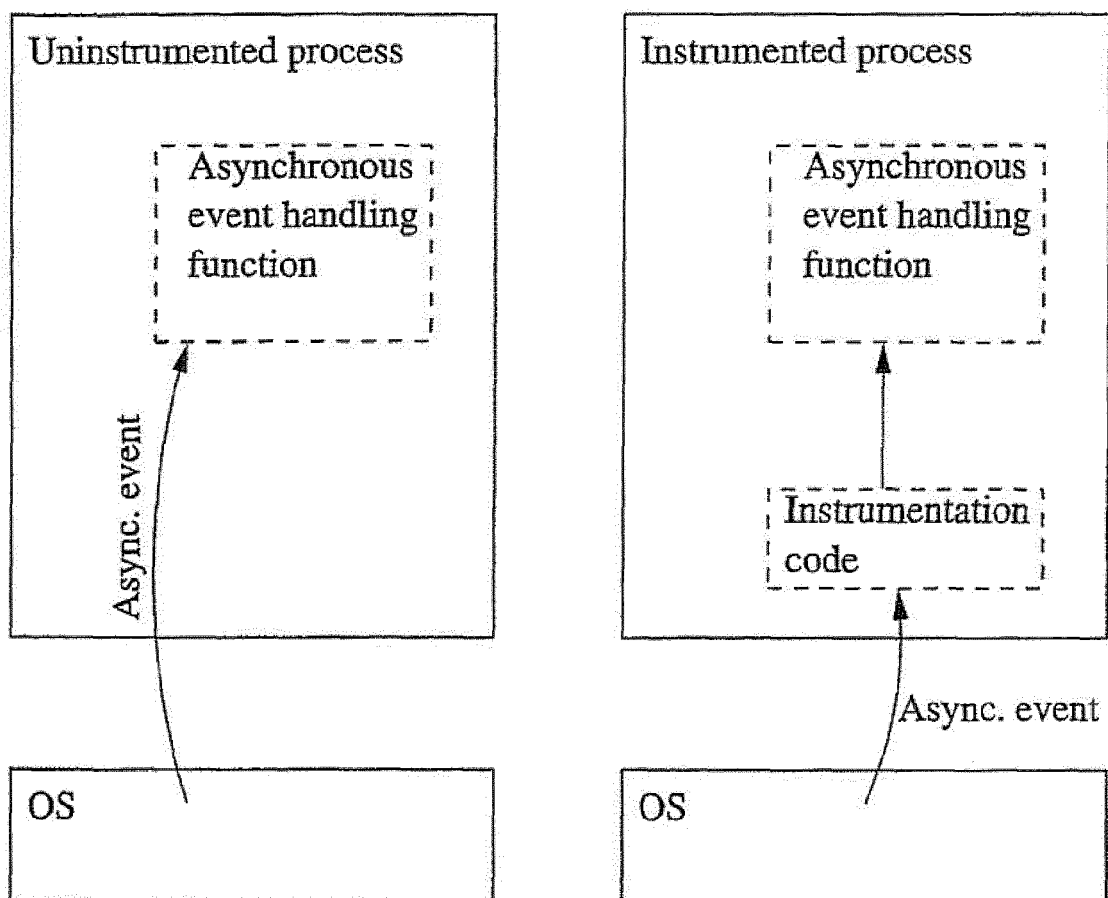 Uninstrumented process
Asynchronous
event handling
function
Async. event
OS
Instrumented process
Asynchronous
event handling
function
Instrumentation
code
Async. event
OS